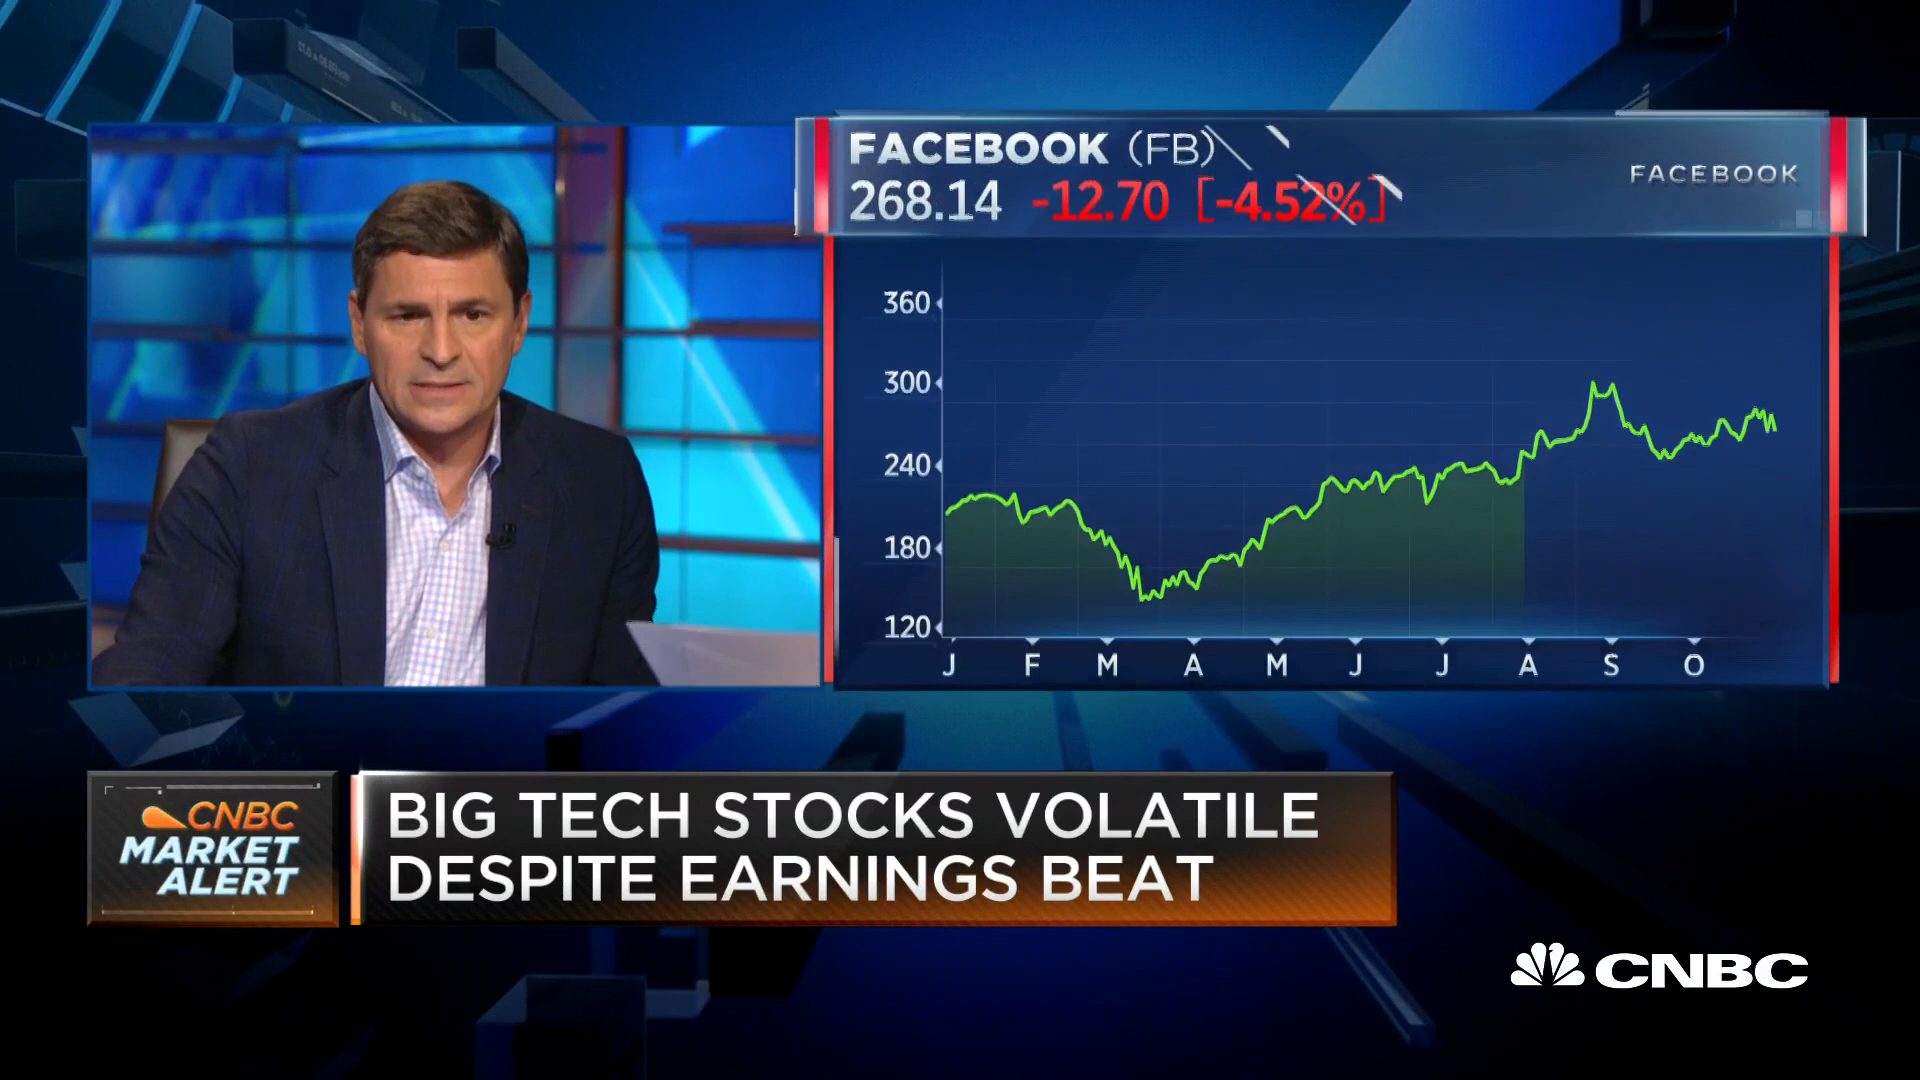 FACEBOOK (FB)
268.14 -12.70 [-4.52%]
FACEBOOK
360
300
240
180
120
J F M A M J J A S O
CNBC
MARKET
ALERT
BIG TECH STOCKS VOLATILE
DESPITE EARNINGS BEAT
CNBC